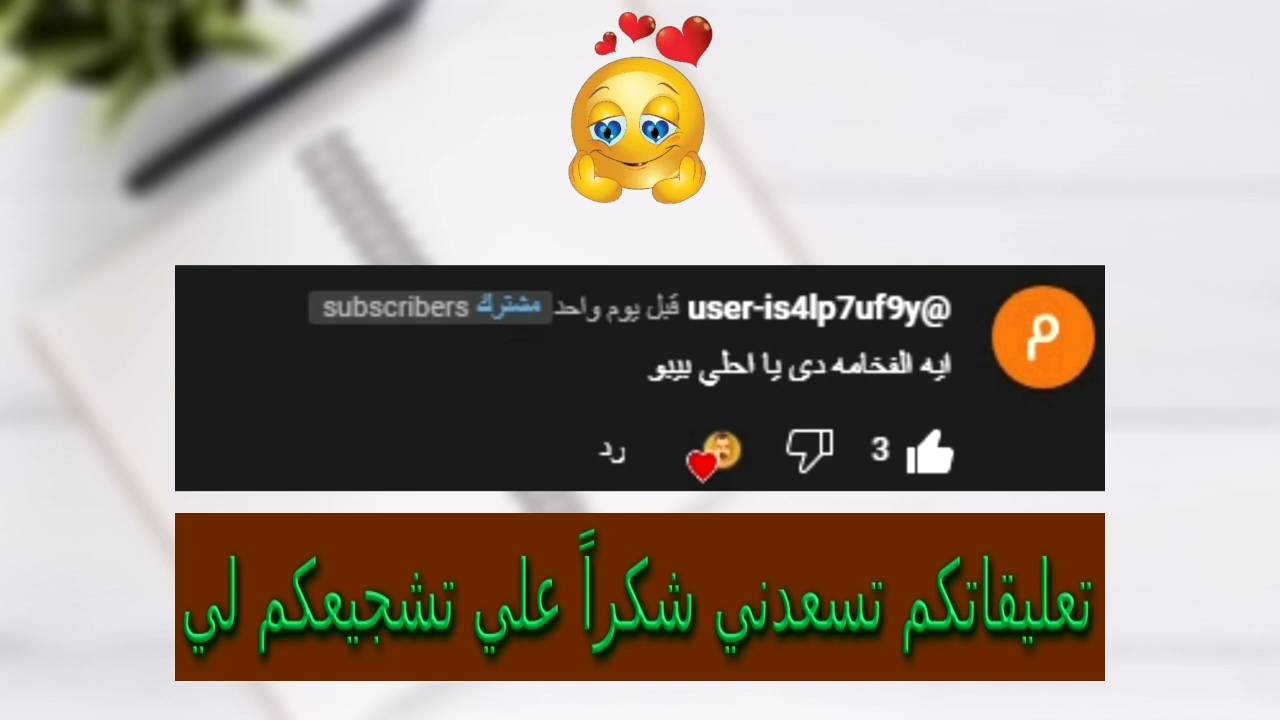 @user-is4lp7uf9y قبل يوم واحد مشترك subscribers
م
ايه الفخامه دى يا احلى بيبو
3
رد
تعليقاتكم تسعدني شكراً علي تشجيعكم لي